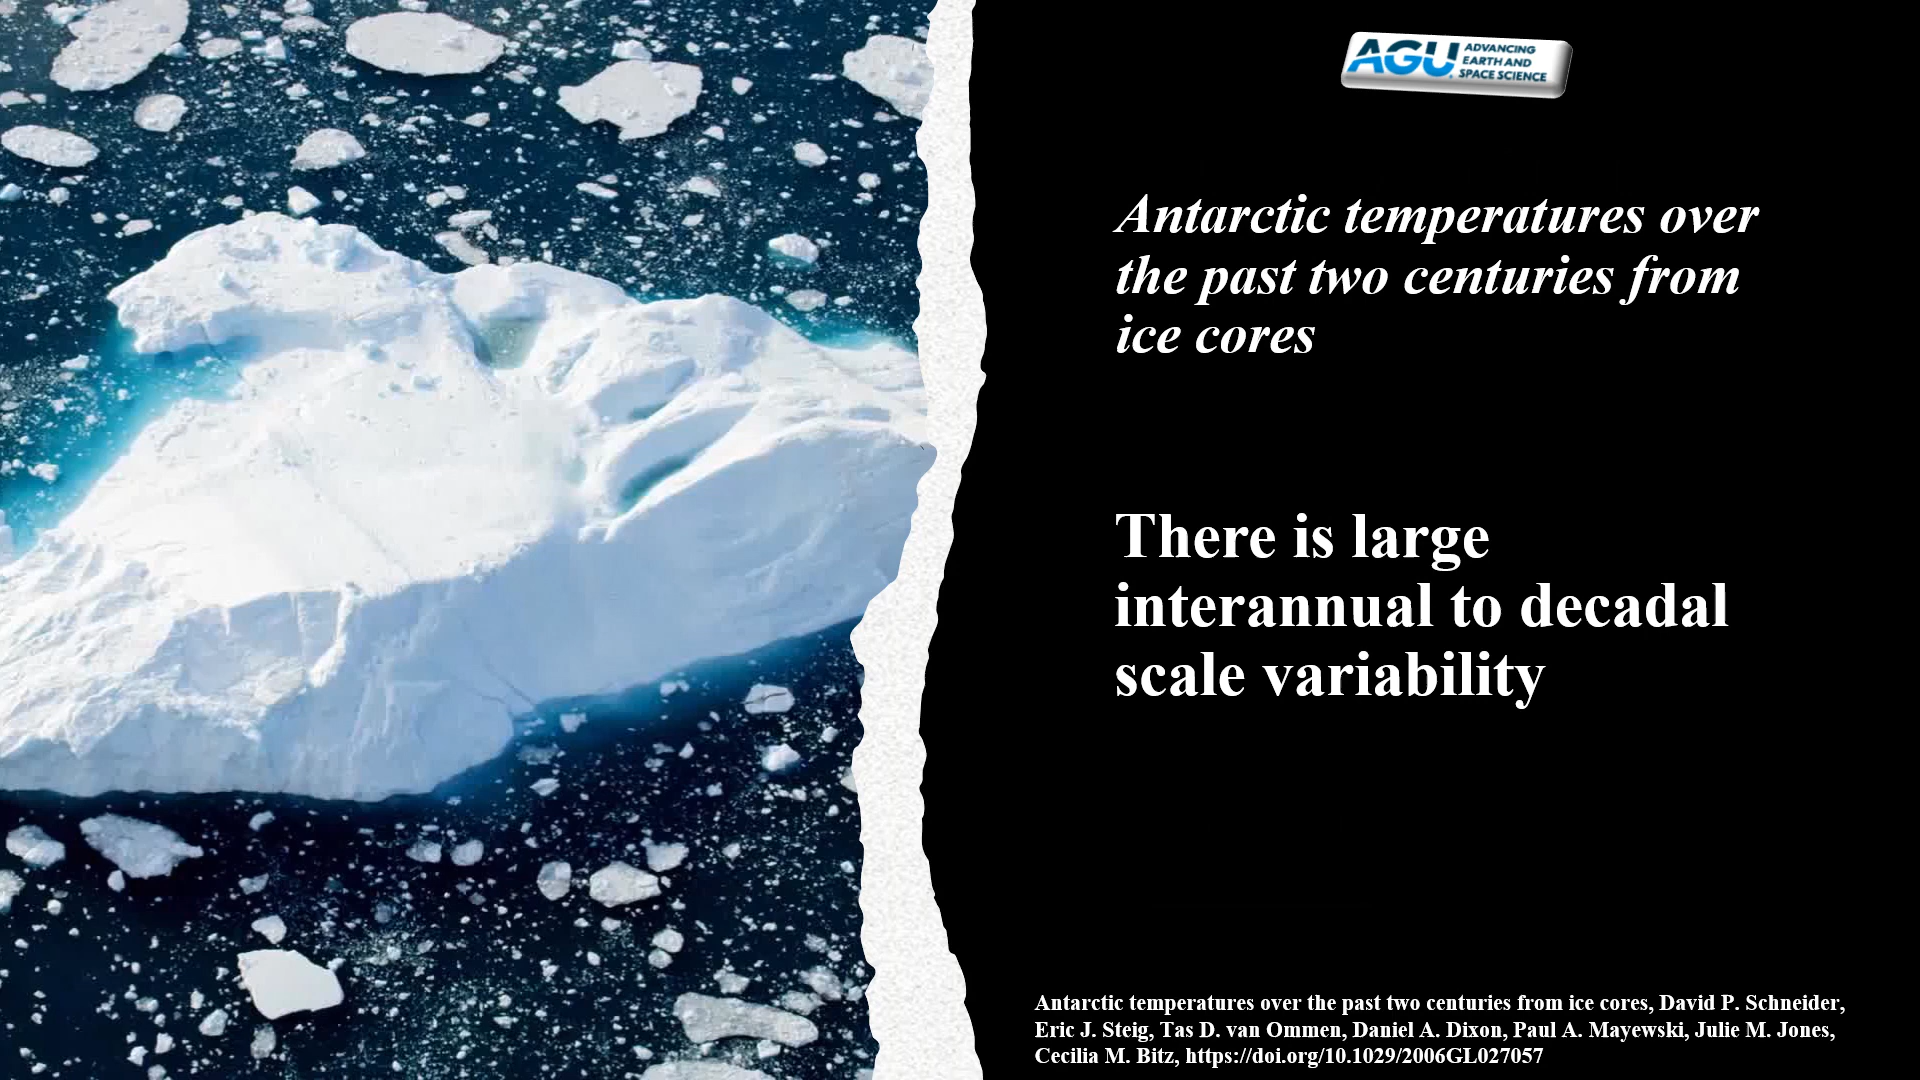 AGU ADVANCING
EARTH AND
SPACE SCIENCE
Antarctic temperatures over
the past two centuries from
ice cores
There is large
interannual to decadal
scale variability
Antarctic temperatures over the past two centuries from ice cores, David P. Schneider,
Eric J. Steig, Tas D. van Ommen, Daniel A. Dixon, Paul A. Mayewski, Julie M. Jones,
Cecilia M. Bitz, https://doi.org/10.1029/2006GL027057